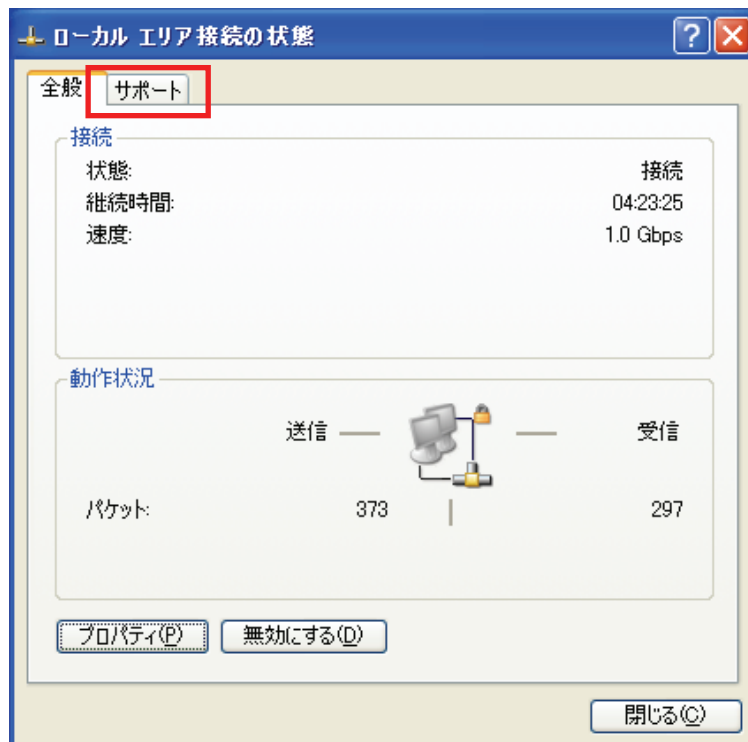 ローカル エリア接続の状態
全般 サポート
接続
状態: 接続
継続時間: 04:23:25
速度: 1.0 Gbps
動作状況
送信 受信
パケット: 373 297
プロパティ(P) 無効にする(D)
閉じる(C)